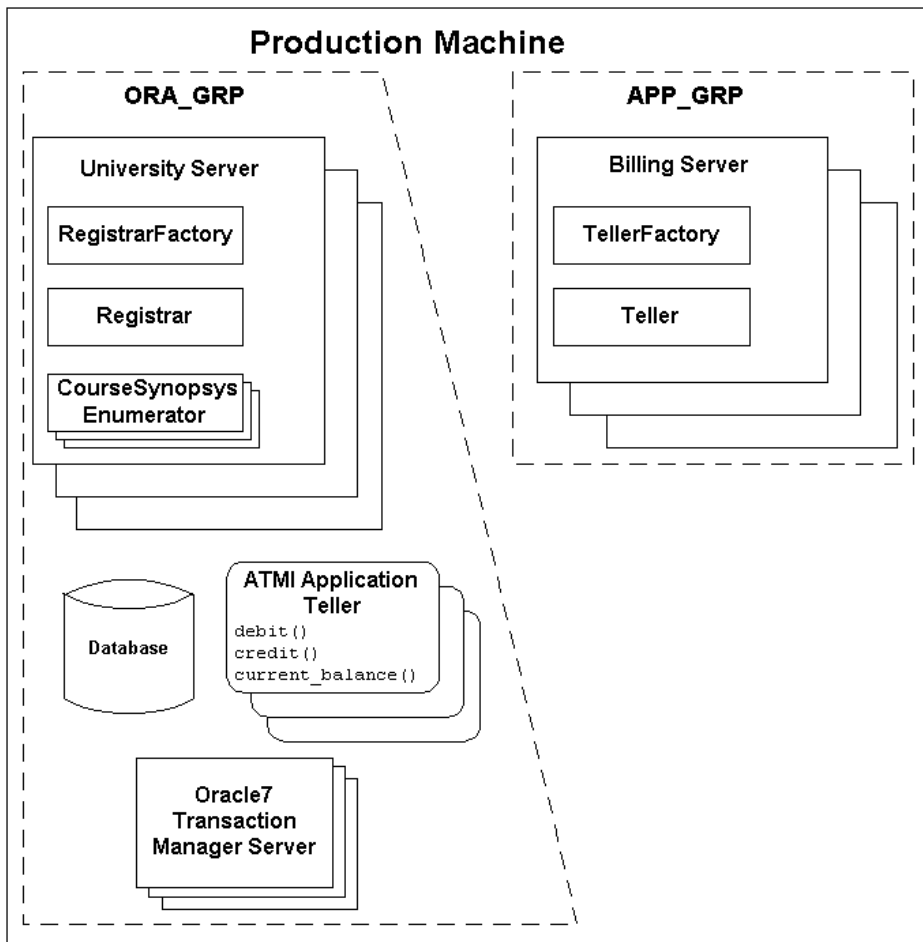 Production Machine
ORA_GRP
University Server
RegistrarFactory
Registrar
CourseSynopsys
Enumerator
Database
ATMI Application
Teller
debit()
credit()
current_balance()
Oracle7
Transaction
Manager Server
APP_GRP
Billing Server
TellerFactory
Teller